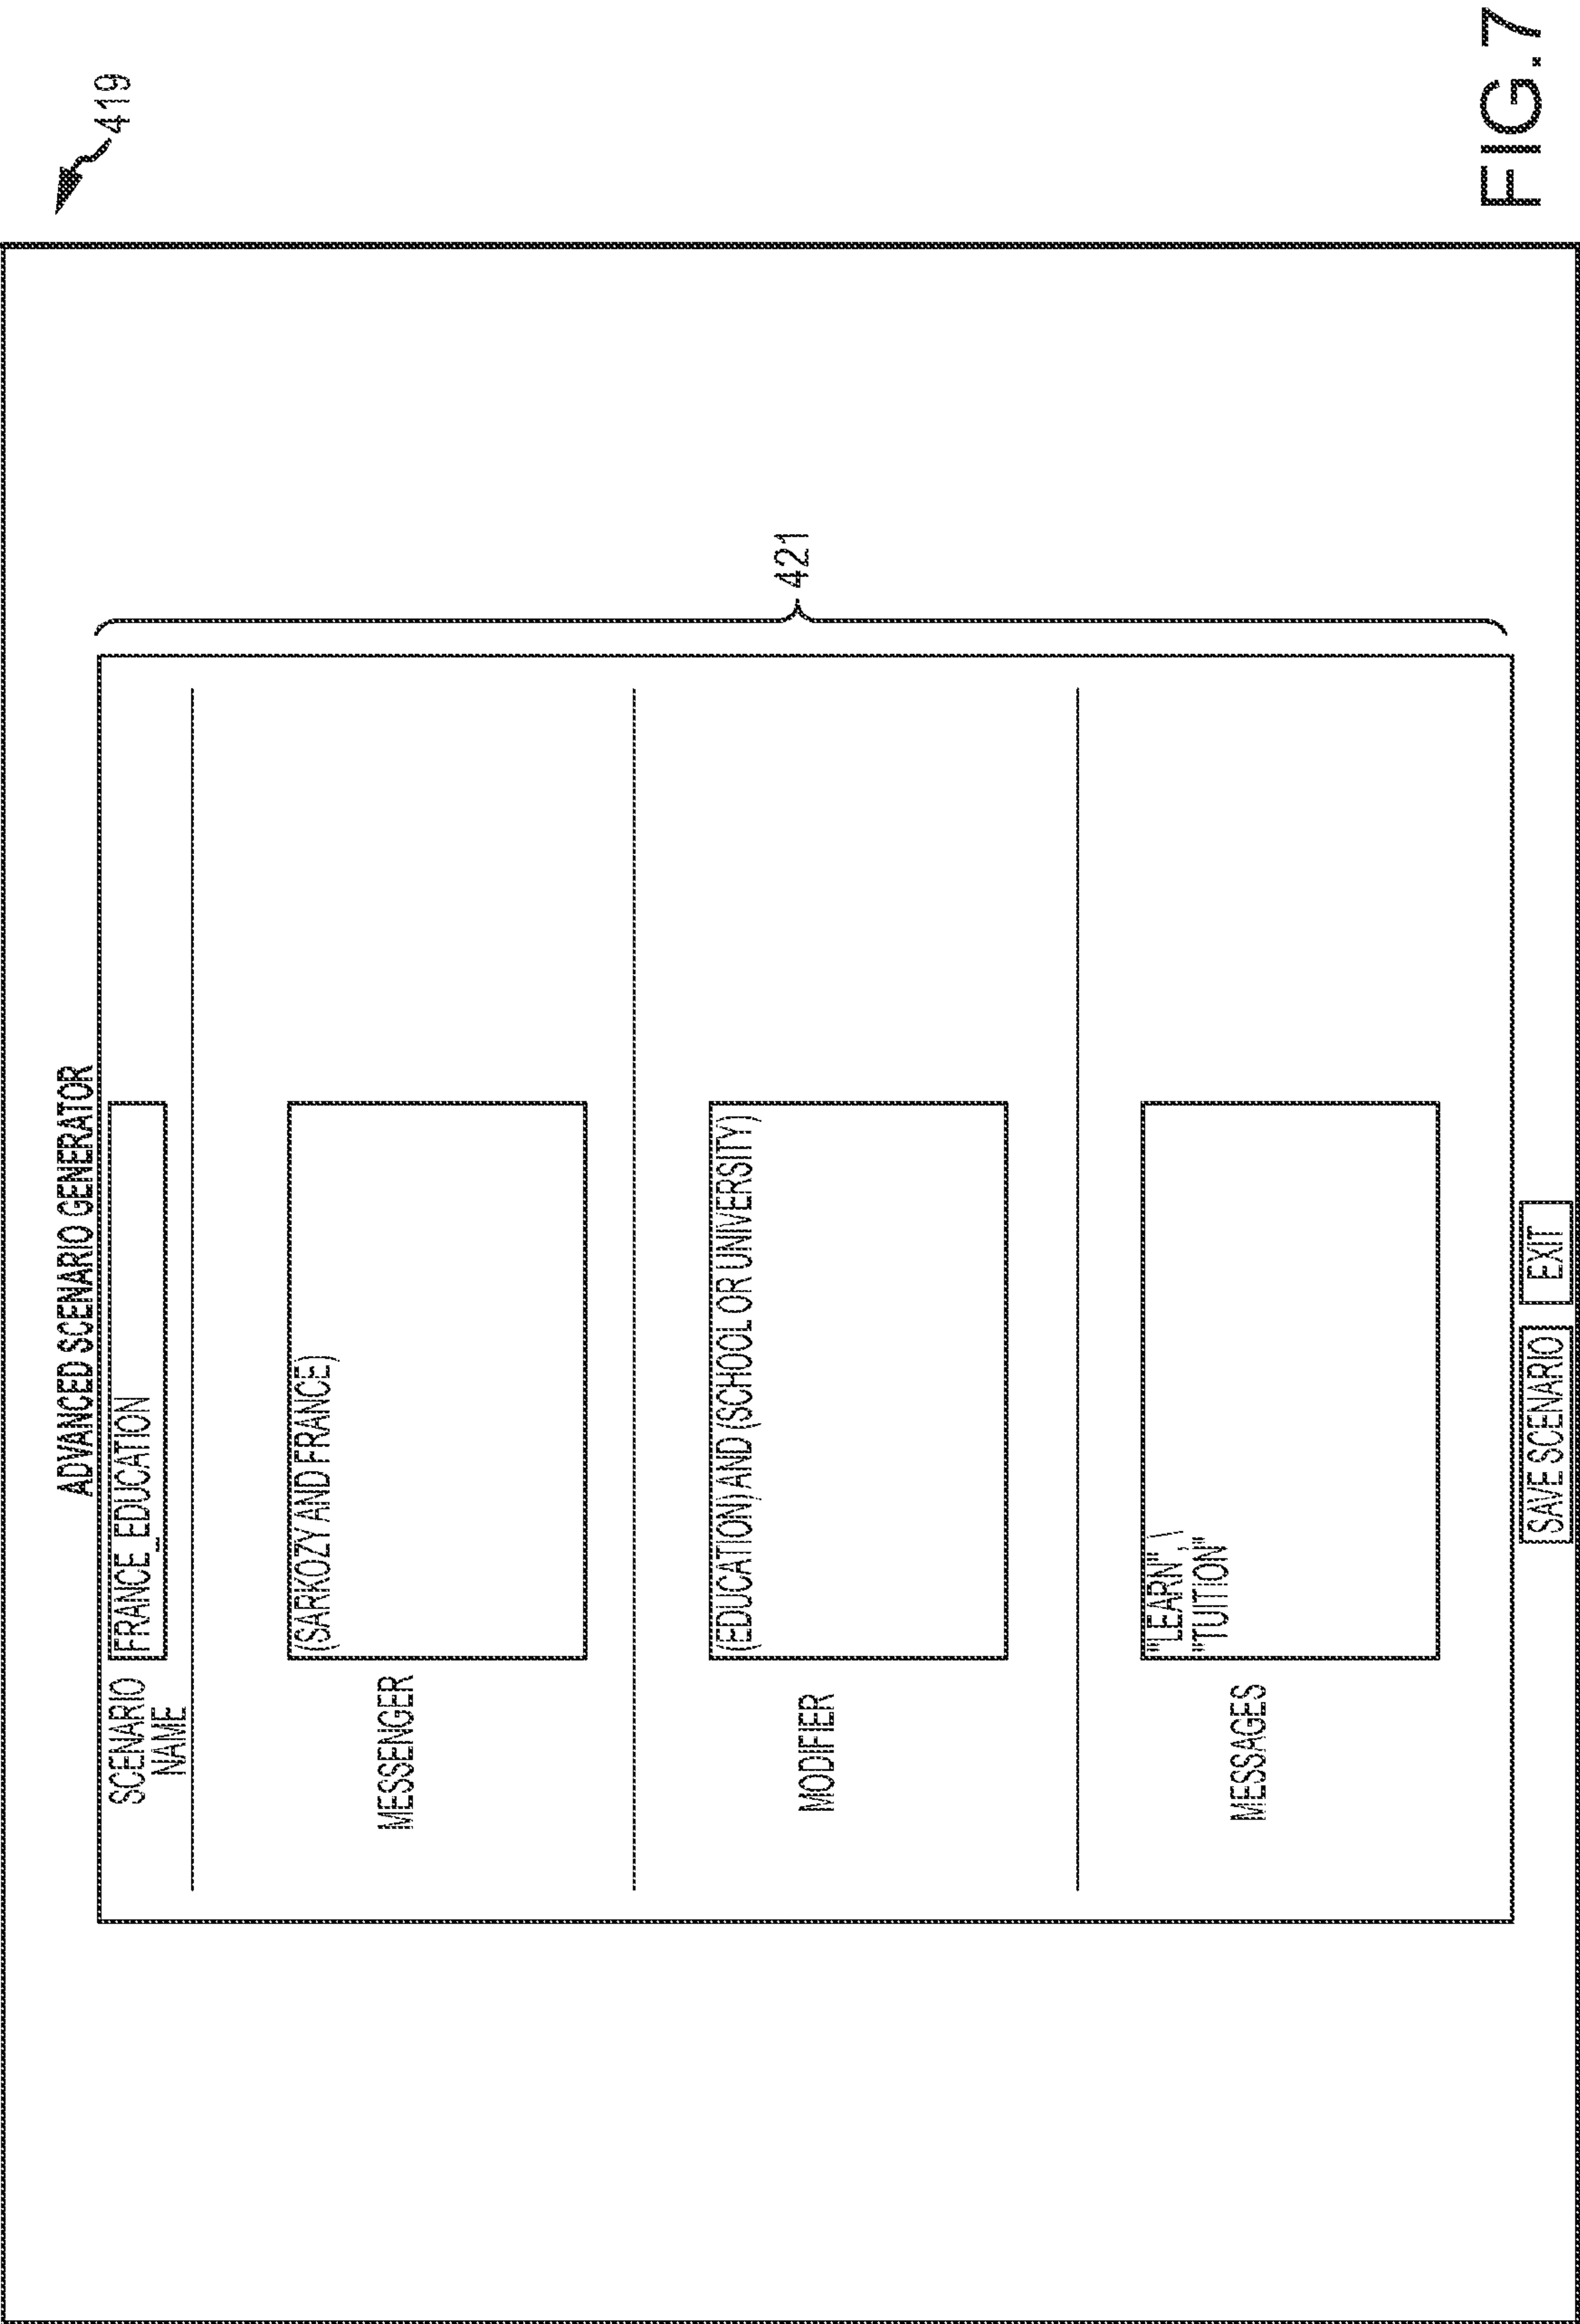 419
ADVANCED SCENARIO GENERATOR
SCENARIO
NAME
FRANCE_EDUCATION
MESSENGER
(SARKOZY AND FRANCE)
421
MODIFIER
(EDUCATION) AND (SCHOOL OR UNIVERSITY)
MESSAGES
"LEARN", \
"TUITION"
SAVE SCENARIO
EXIT
FIG.7